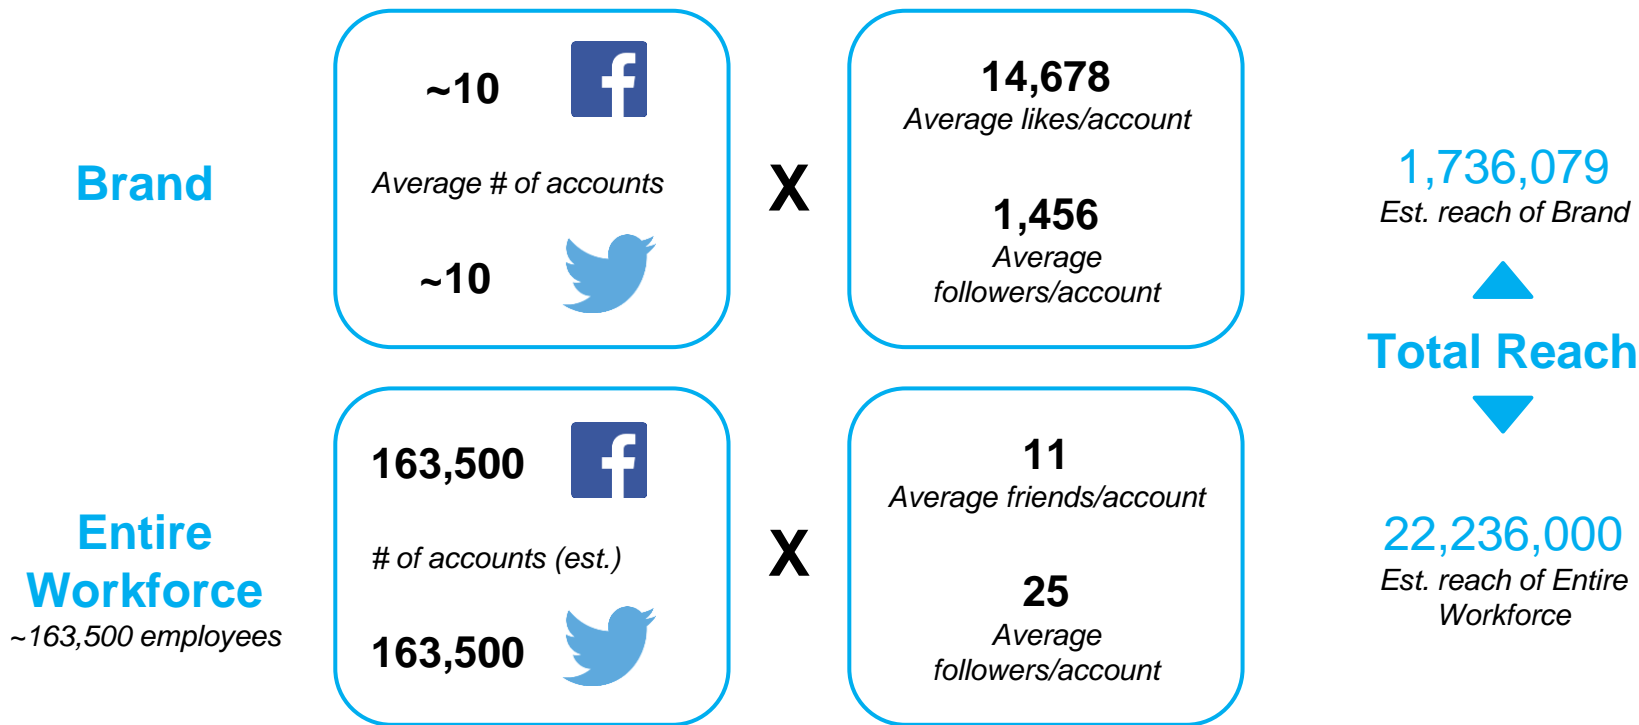 Brand
~10
Average # of accounts
~10
X
14,678
Average likes/account
1,456
Average
followers/account
1,736,079
Est. reach of Brand
Total Reach
Entire
Workforce
~163,500 employees
163,500
# of accounts (est.)
163,500
X
11
Average friends/account
25
Average
followers/account
22,236,000
Est. reach of Entire
Workforce